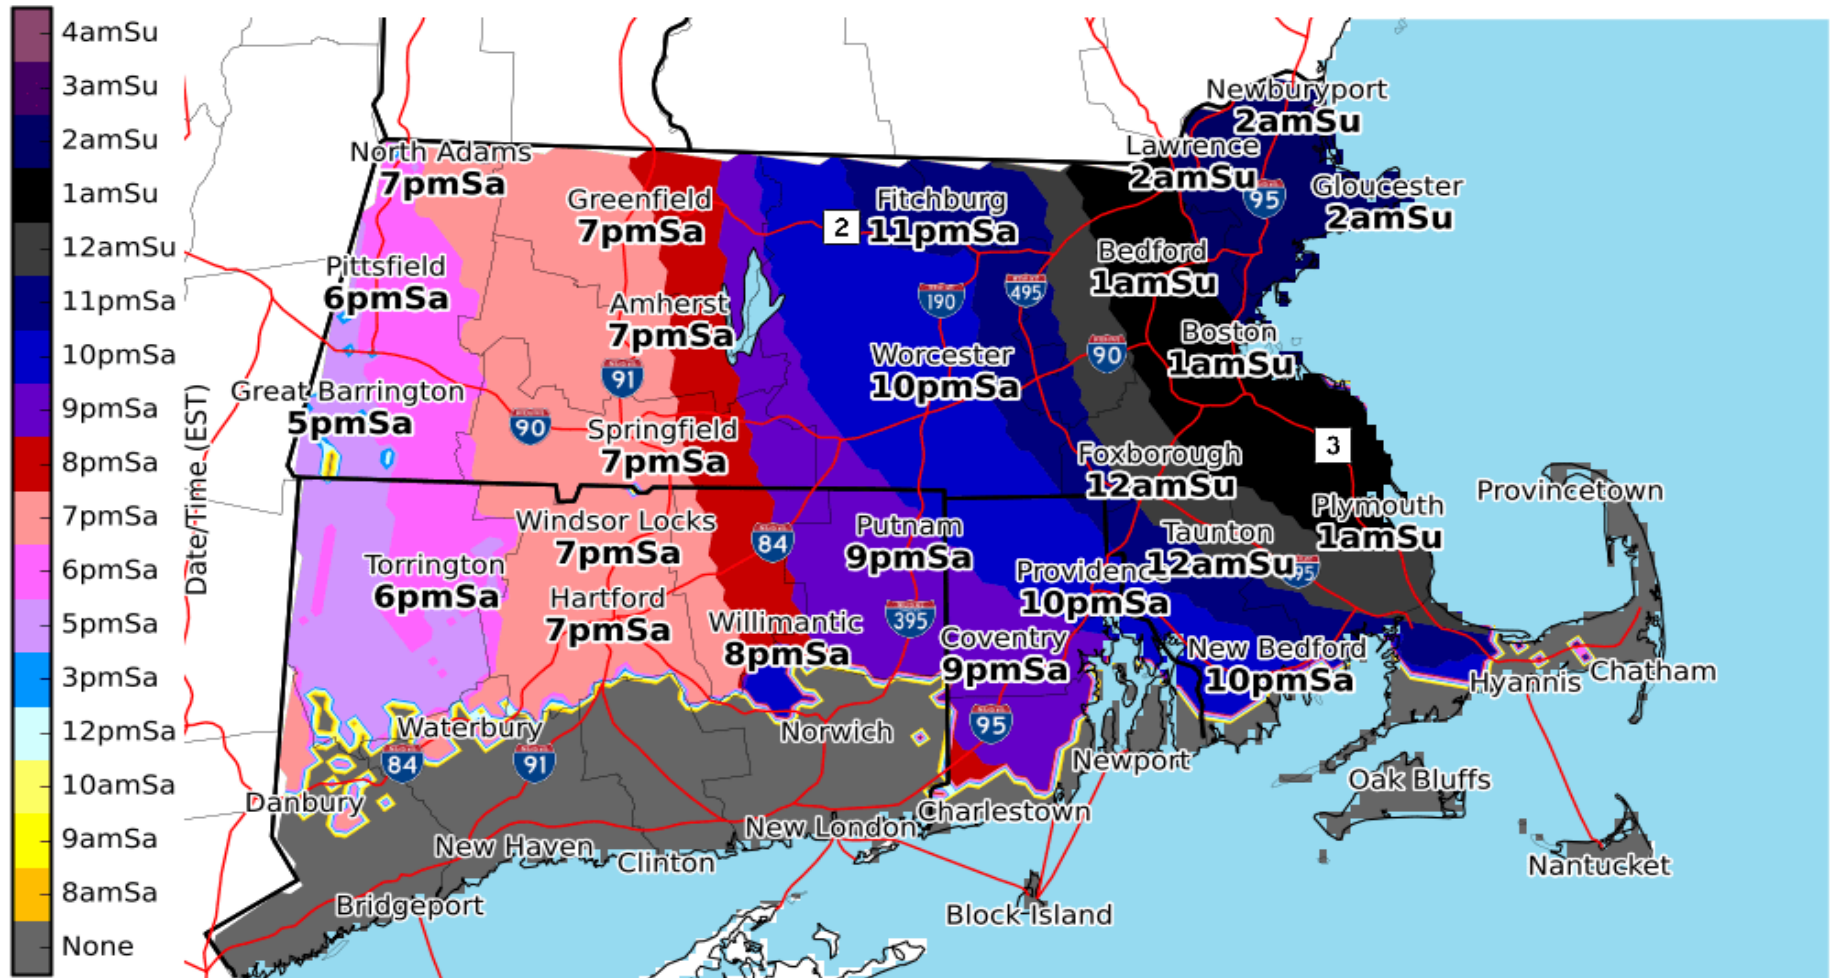 4amSu
3amSu
2amSu
1amSu
12amSu
11pmSa
10pmSa
9pmSa
8pmSa
7pmSa
6pmSa
5pmSa
3pmSa
12pmSa
10amSa
9amSa
8amSa
None
Date/Time (EST)
Newburyport
2amSu
North Adams
7pmSa
Lawrence
2amSu
Greenfield
7pmSa
2
Fitchburg
11pmSa
95
Gloucester
2amSu
Pittsfield
6pmSa
Bedford
1amSu
Amherst
7pmSa
190
495
Boston
1amSu
Worcester
10pmSa
90
91
Great Barrington
5pmSa
90
Springfield
7pmSa
3
Foxborough
12amSu
Provincetown
Windsor Locks
7pmSa
84
Putnam
9pmSa
Taunton
12amSu
Plymouth
1amSu
Torrington
6pmSa
Providence
10pmSa
95
Hartford
7pmSa
Willimantic
8pmSa
395
Coventry
9pmSa
New Bedford
10pmSa
Hyannis
Chatham
Waterbury
84
91
Norwich
95
Newport
Danbury
Oak Bluffs
New London
Charlestown
New Haven
Clinton
Nantucket
Bridgeport
Block Island